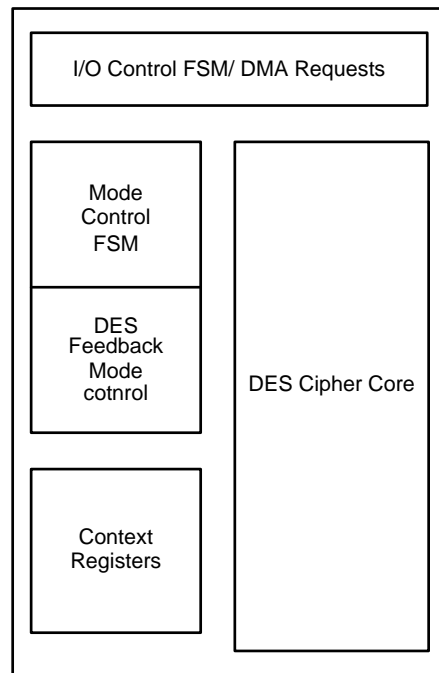 I/O Control FSM/ DMA Requests
Mode
Control
FSM
DES
Feedback
Mode
cotnrol
DES Cipher Core
Context
Registers